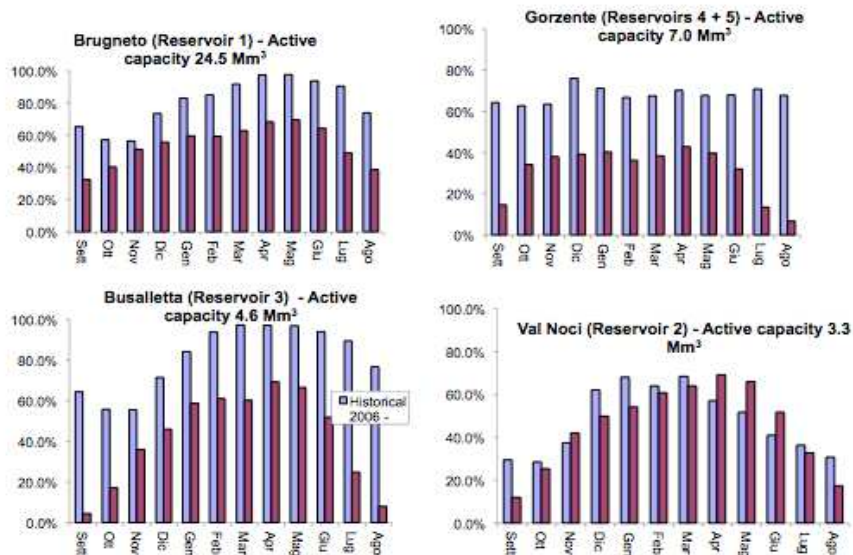 Brugneto (Reservoir 1) - Active
capacity 24.5 Mm³
100.0%
80.0%
60.0%
40.0%
20.0%
0.0%
Sett Ott Nov Dic Gen Feb Mar Apr Mag Giu Lug Ago
Gorzente (Reservoirs 4 + 5) - Active
capacity 7.0 Mm³
100%
80%
60%
40%
20%
0%
Sett Ott Nov Dic Gen Feb Mar Apr Mag Giu Lug Ago
Busalletta (Reservoir 3) - Active
capacity 4.6 Mm³
100.0%
80.0%
60.0%
40.0%
20.0%
0.0%
Historical
2006 -
Sett Ott Nov Dic Gen Feb Mar Apr Mag Giu Lug Ago
Val Noci (Reservoir 2) - Active capacity 3.3
Mm³
100.0%
80.0%
60.0%
40.0%
20.0%
0.0%
Sett Ott Nov Dic Gen Feb Mar Apr Mag Giu Lug Ago